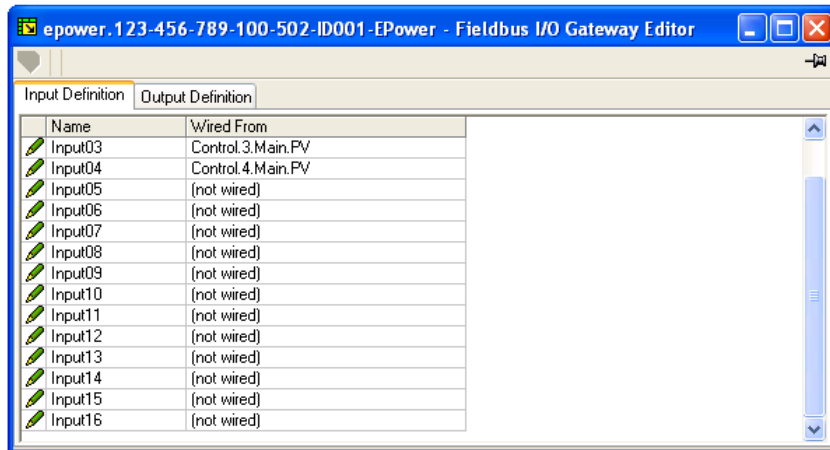 epower.123-456-789-100-502-ID001-EPower - Fieldbus I/O Gateway Editor
Input Definition Output Definition
Name Wired From
Input03 Control.3.Main.PV
Input04 Control.4.Main.PV
Input05 (not wired)
Input06 (not wired)
Input07 (not wired)
Input08 (not wired)
Input09 (not wired)
Input10 (not wired)
Input11 (not wired)
Input12 (not wired)
Input13 (not wired)
Input14 (not wired)
Input15 (not wired)
Input16 (not wired)